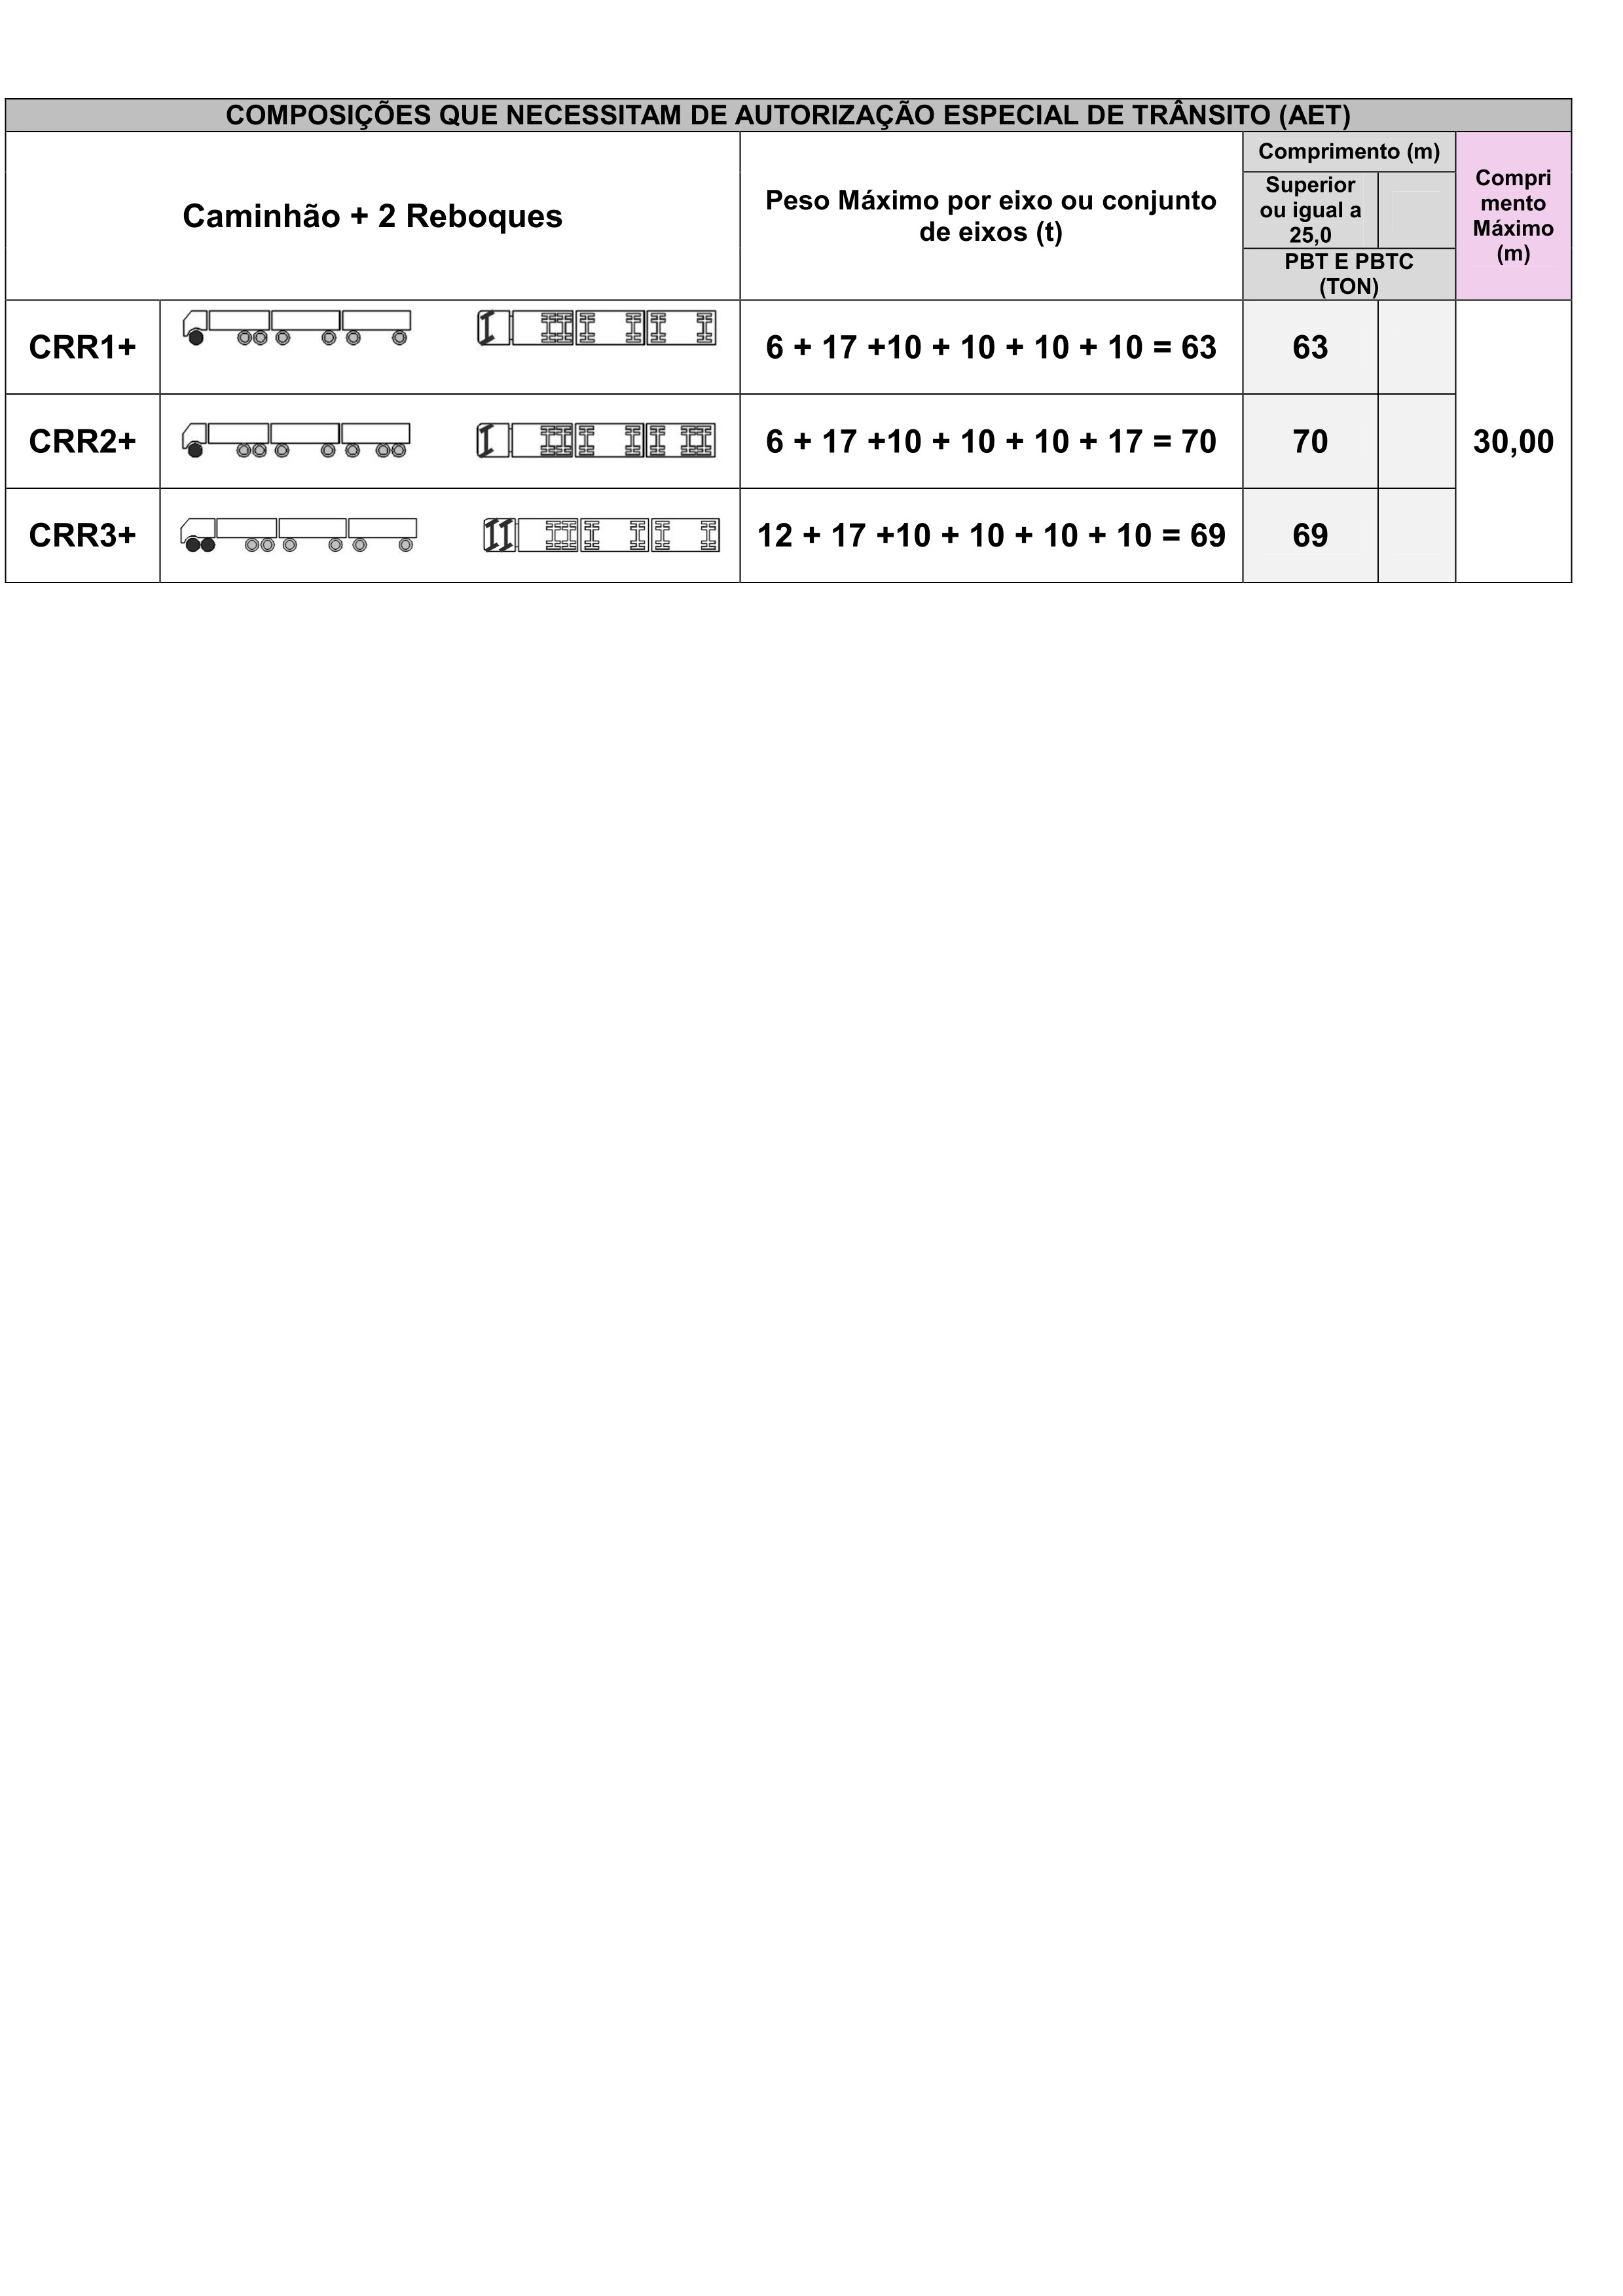 COMPOSIÇÕES QUE NECESSITAM DE AUTORIZAÇÃO ESPECIAL DE TRÂNSITO (AET)
Caminhão + 2 Reboques
Peso Máximo por eixo ou conjunto
de eixos (t)
Comprimento (m)
Superior
ou igual a
25,0
PBT E PBTC
(TON)
Compri
mento
Máximo
(m)
CRR1+
6 + 17 +10 + 10 + 10 + 10 = 63
63
CRR2+
6 + 17 +10 + 10 + 10 + 17 = 70
70
30,00
CRR3+
12 + 17 +10 + 10 + 10 + 10 = 69
69